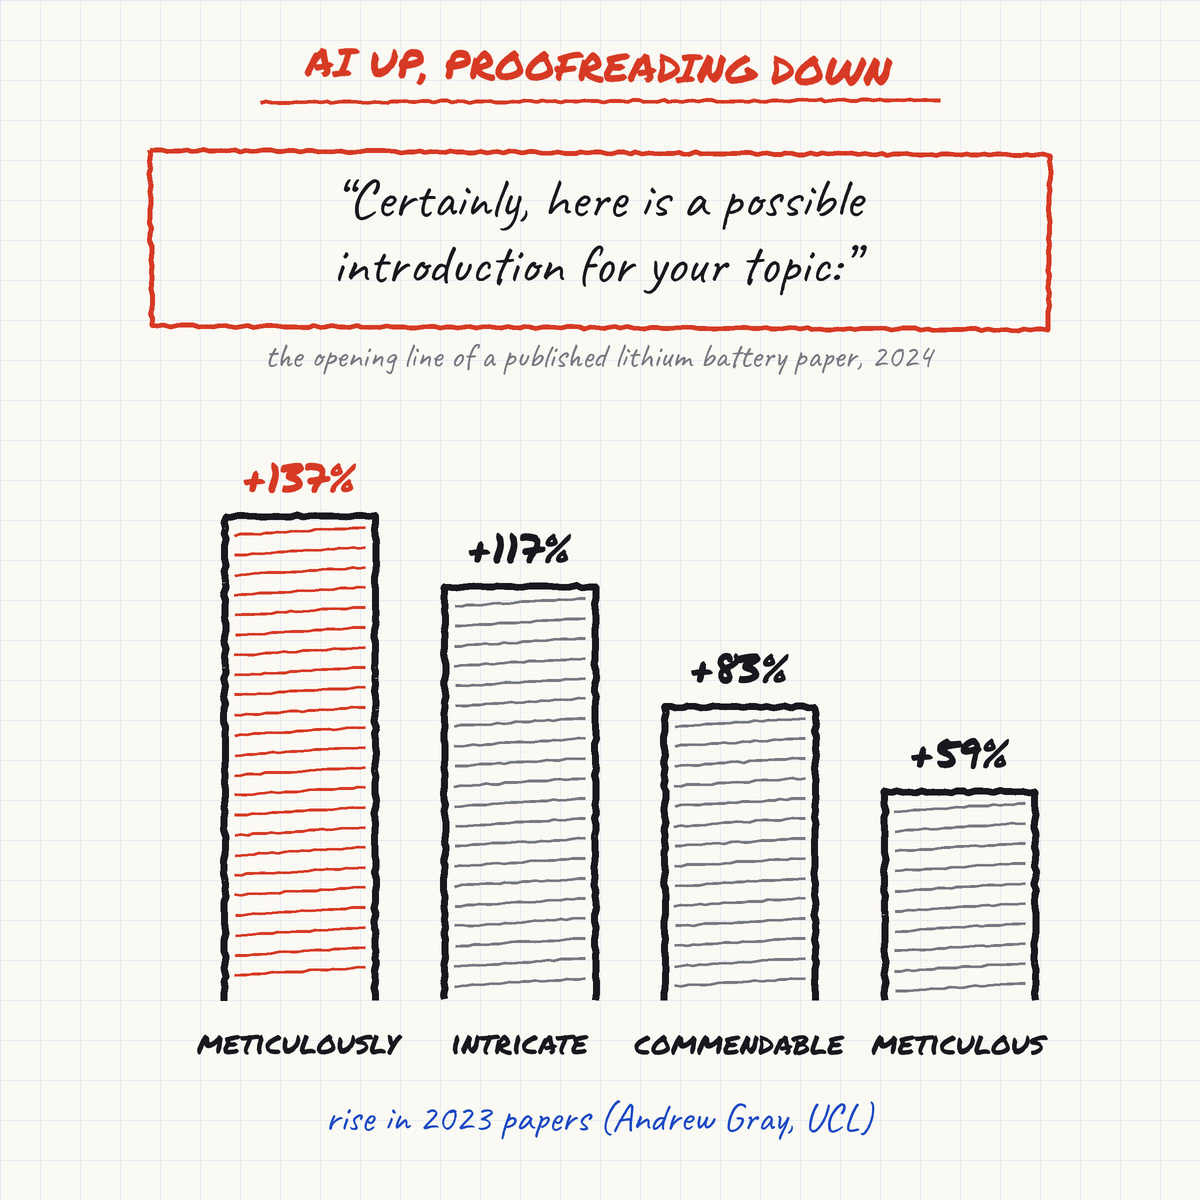 AI UP, PROOFREADING DOWN
“Certainly, here is a possible
introduction for your topic:”
the opening line of a published lithium battery paper, 2024
+137%
+117%
+83%
+59%
METICULOUSLY
INTRICATE
COMMENDABLE
METICULOUS
rise in 2023 papers (Andrew Gray, UCL)